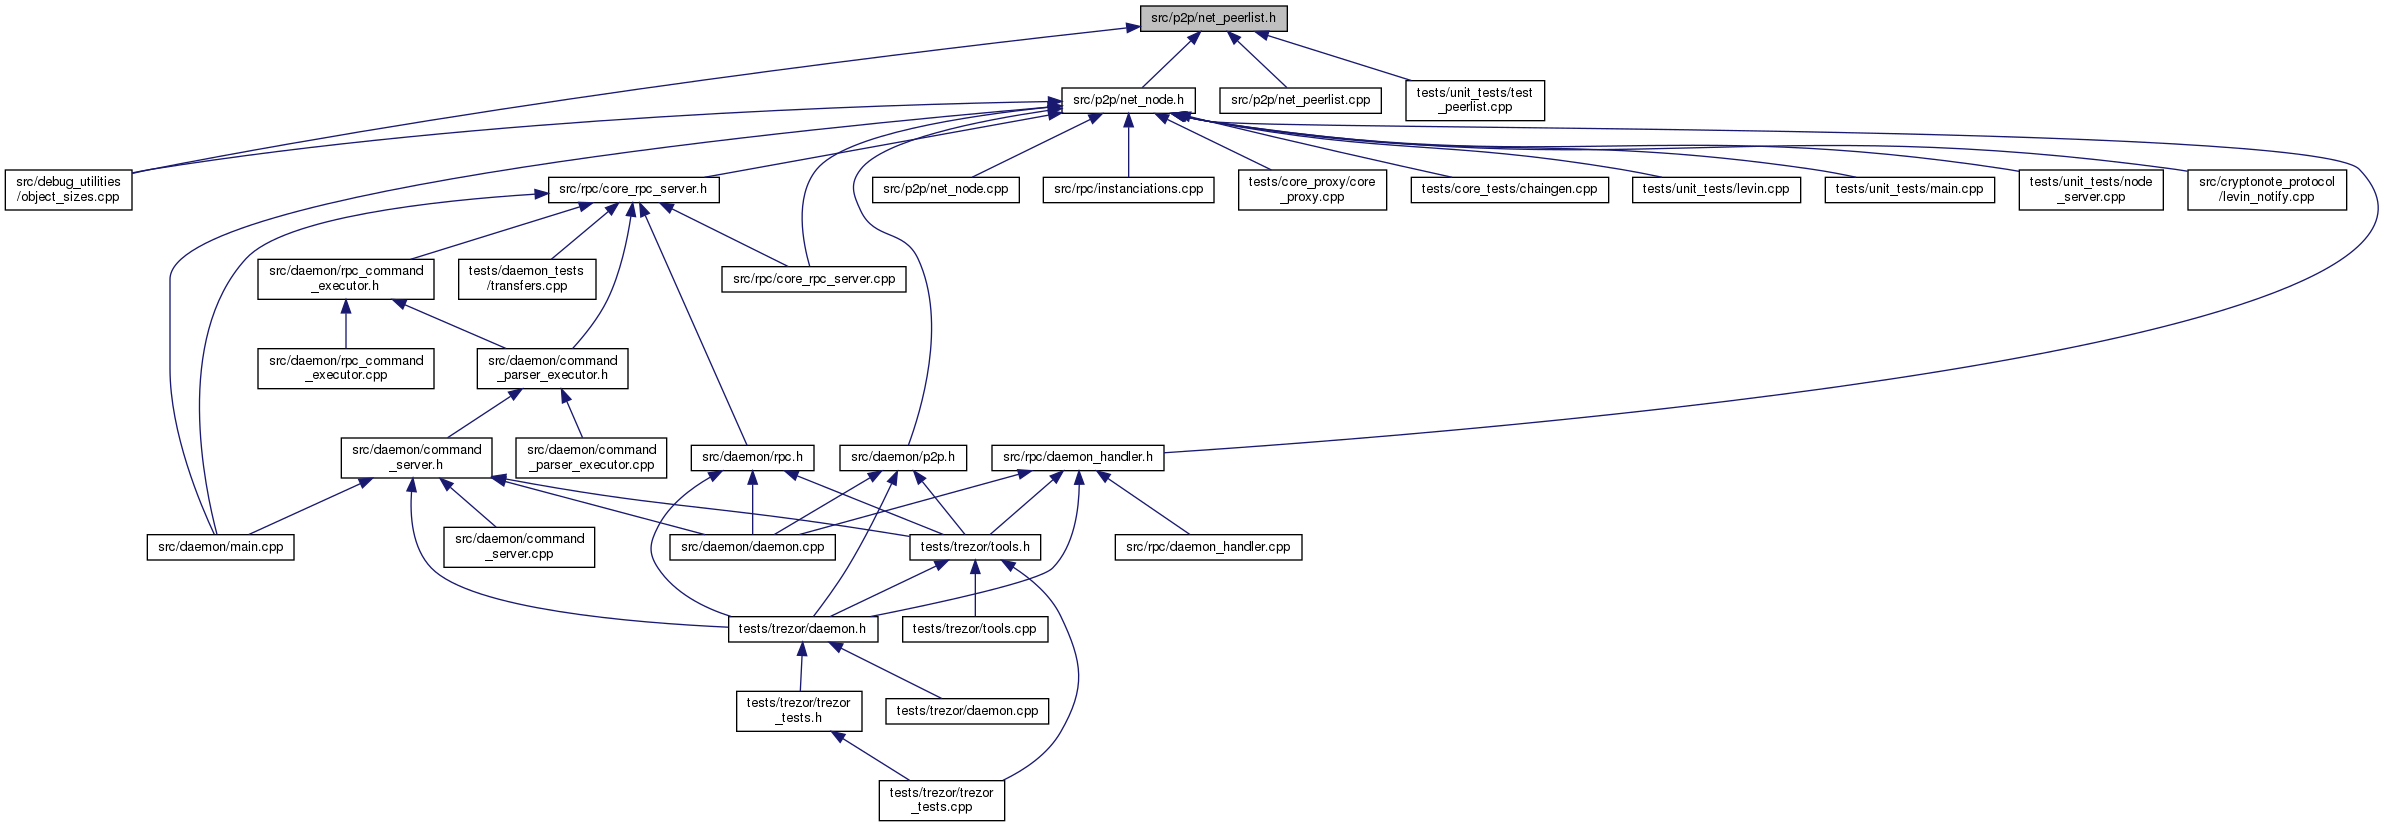 src/p2p/net_peerlist.h
src/p2p/net_node.h
src/p2p/net_peerlist.cpp
tests/unit_tests/test
_peerlist.cpp
src/debug_utilities
/object_sizes.cpp
src/rpc/core_rpc_server.h
src/p2p/net_node.cpp
src/rpc/instanciations.cpp
tests/core_proxy/core
_proxy.cpp
tests/core_tests/chaingen.cpp
tests/unit_tests/levin.cpp
tests/unit_tests/main.cpp
tests/unit_tests/node
_server.cpp
src/cryptonote_protocol
/levin_notify.cpp
src/daemon/rpc_command
_executor.h
tests/daemon_tests
/transfers.cpp
src/rpc/core_rpc_server.cpp
src/daemon/rpc_command
_executor.cpp
src/daemon/command
_parser_executor.h
src/daemon/command
_server.h
src/daemon/command
_parser_executor.cpp
src/daemon/rpc.h
src/daemon/p2p.h
src/rpc/daemon_handler.h
src/daemon/main.cpp
src/daemon/command
_server.cpp
src/daemon/daemon.cpp
tests/trezor/tools.h
src/rpc/daemon_handler.cpp
tests/trezor/daemon.h
tests/trezor/tools.cpp
tests/trezor/trezor
_tests.h
tests/trezor/daemon.cpp
tests/trezor/trezor
_tests.cpp